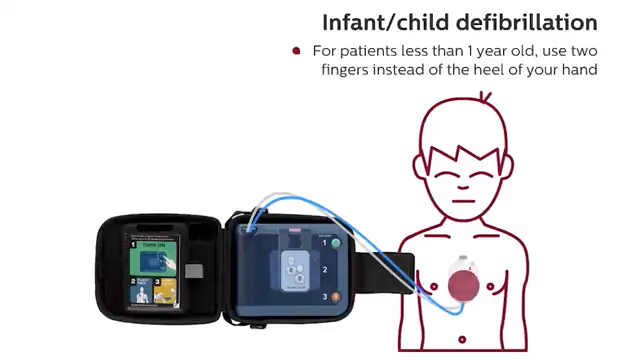 Infant/child defibrillation
For patients less than 1 year old, use two
fingers instead of the heel of your hand
1
TURN ON
2
3
1
2
3